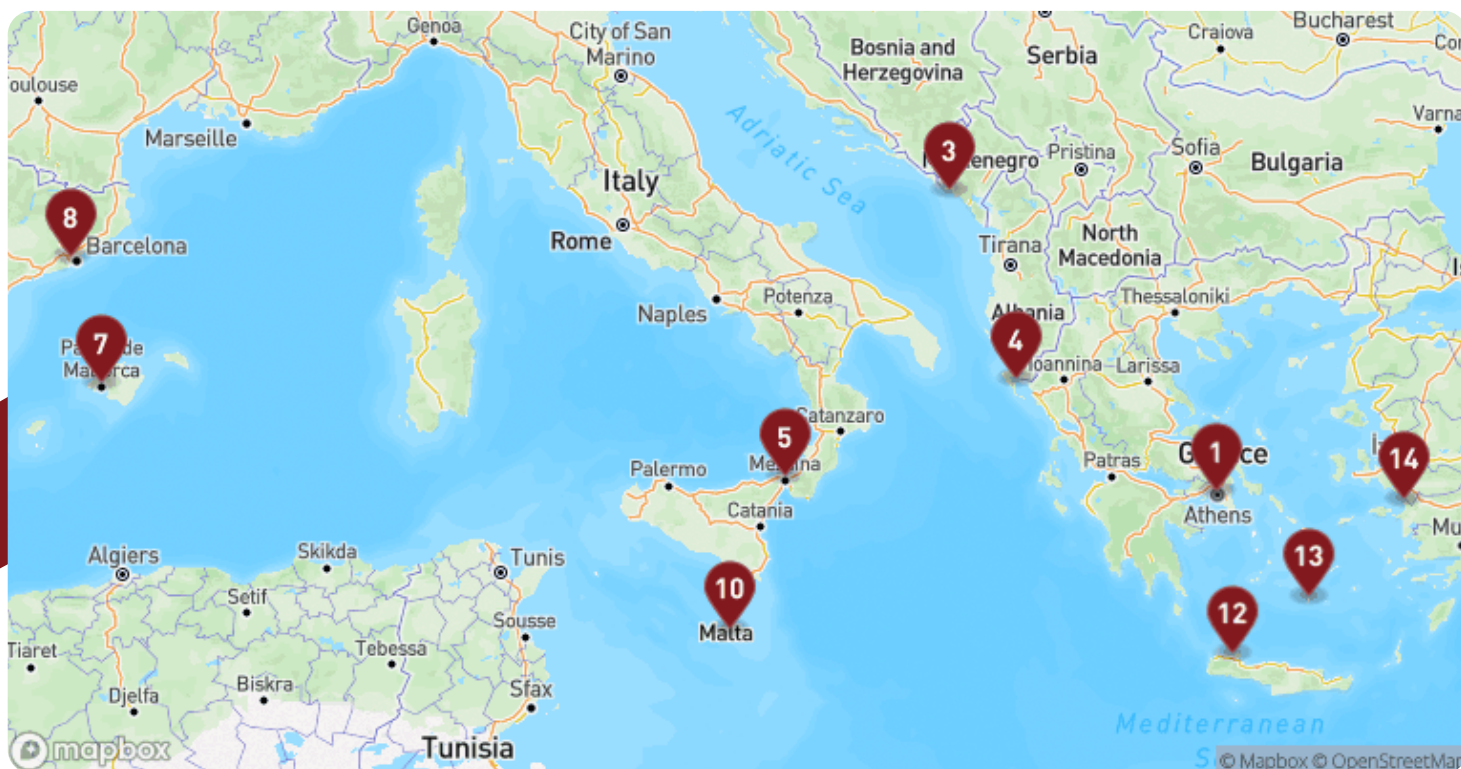 Genoa
City of San
Marino
Bosnia and
Herzegovina
Serbia
Craiova
Bucharest
oulouse
Marseille
Adriatic Sea
Varna
3
Pristina
Sofia
Bulgaria
Italy
8
Barcelona
Rome
Tirana
North
Macedonia
Naples
Potenza
Thessaloniki
7
4
Ioannina
Larissa
Catanzaro
5
Palermo
Patras
1
14
Catania
Athens
Mu
Algiers
Skikda
Tunis
13
Setif
10
12
Malta
Sousse
Tiaret
Tebessa
Djelfa
Biskra
Sfax
Tunisia
Mediterranean
S
mapbox
© Mapbox © OpenStreetMap